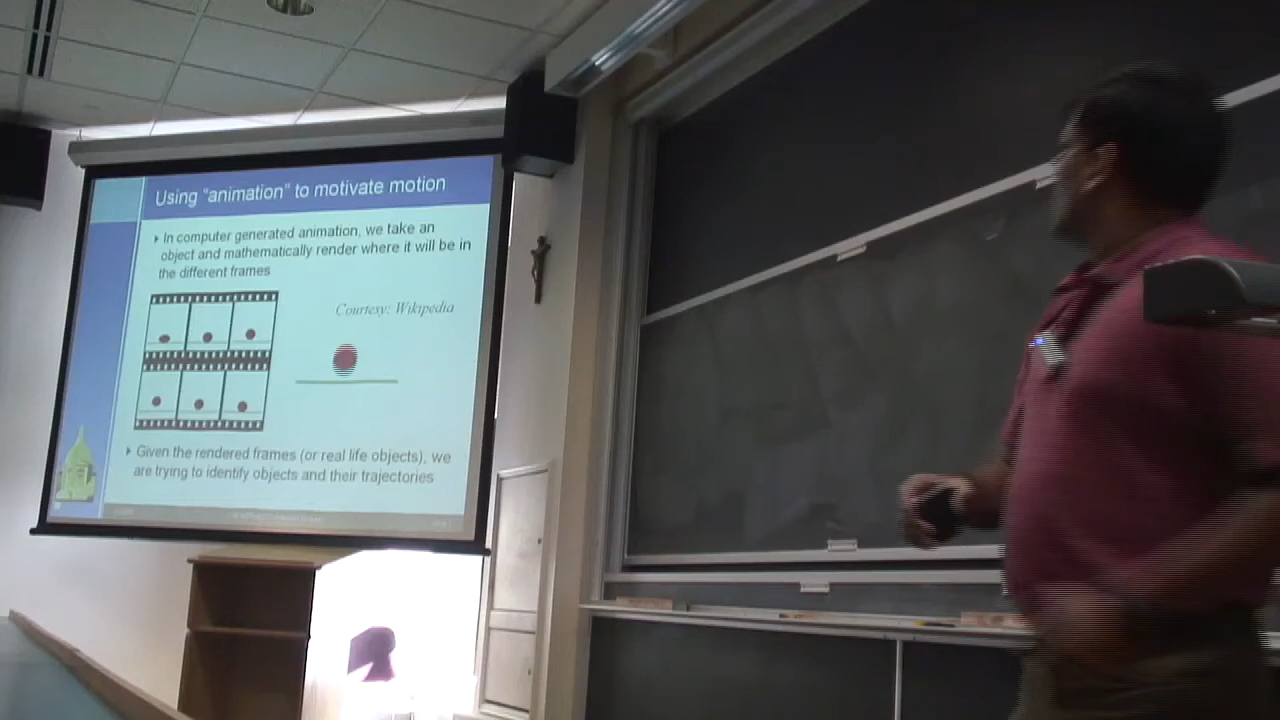 Using “animation” to motivate motion
In computer generated animation, we take an
object and mathematically render where it will be in
the different frames
Courtesy: Wikipedia
Given the rendered frames (or real life objects), we
are trying to identify objects and their trajectories